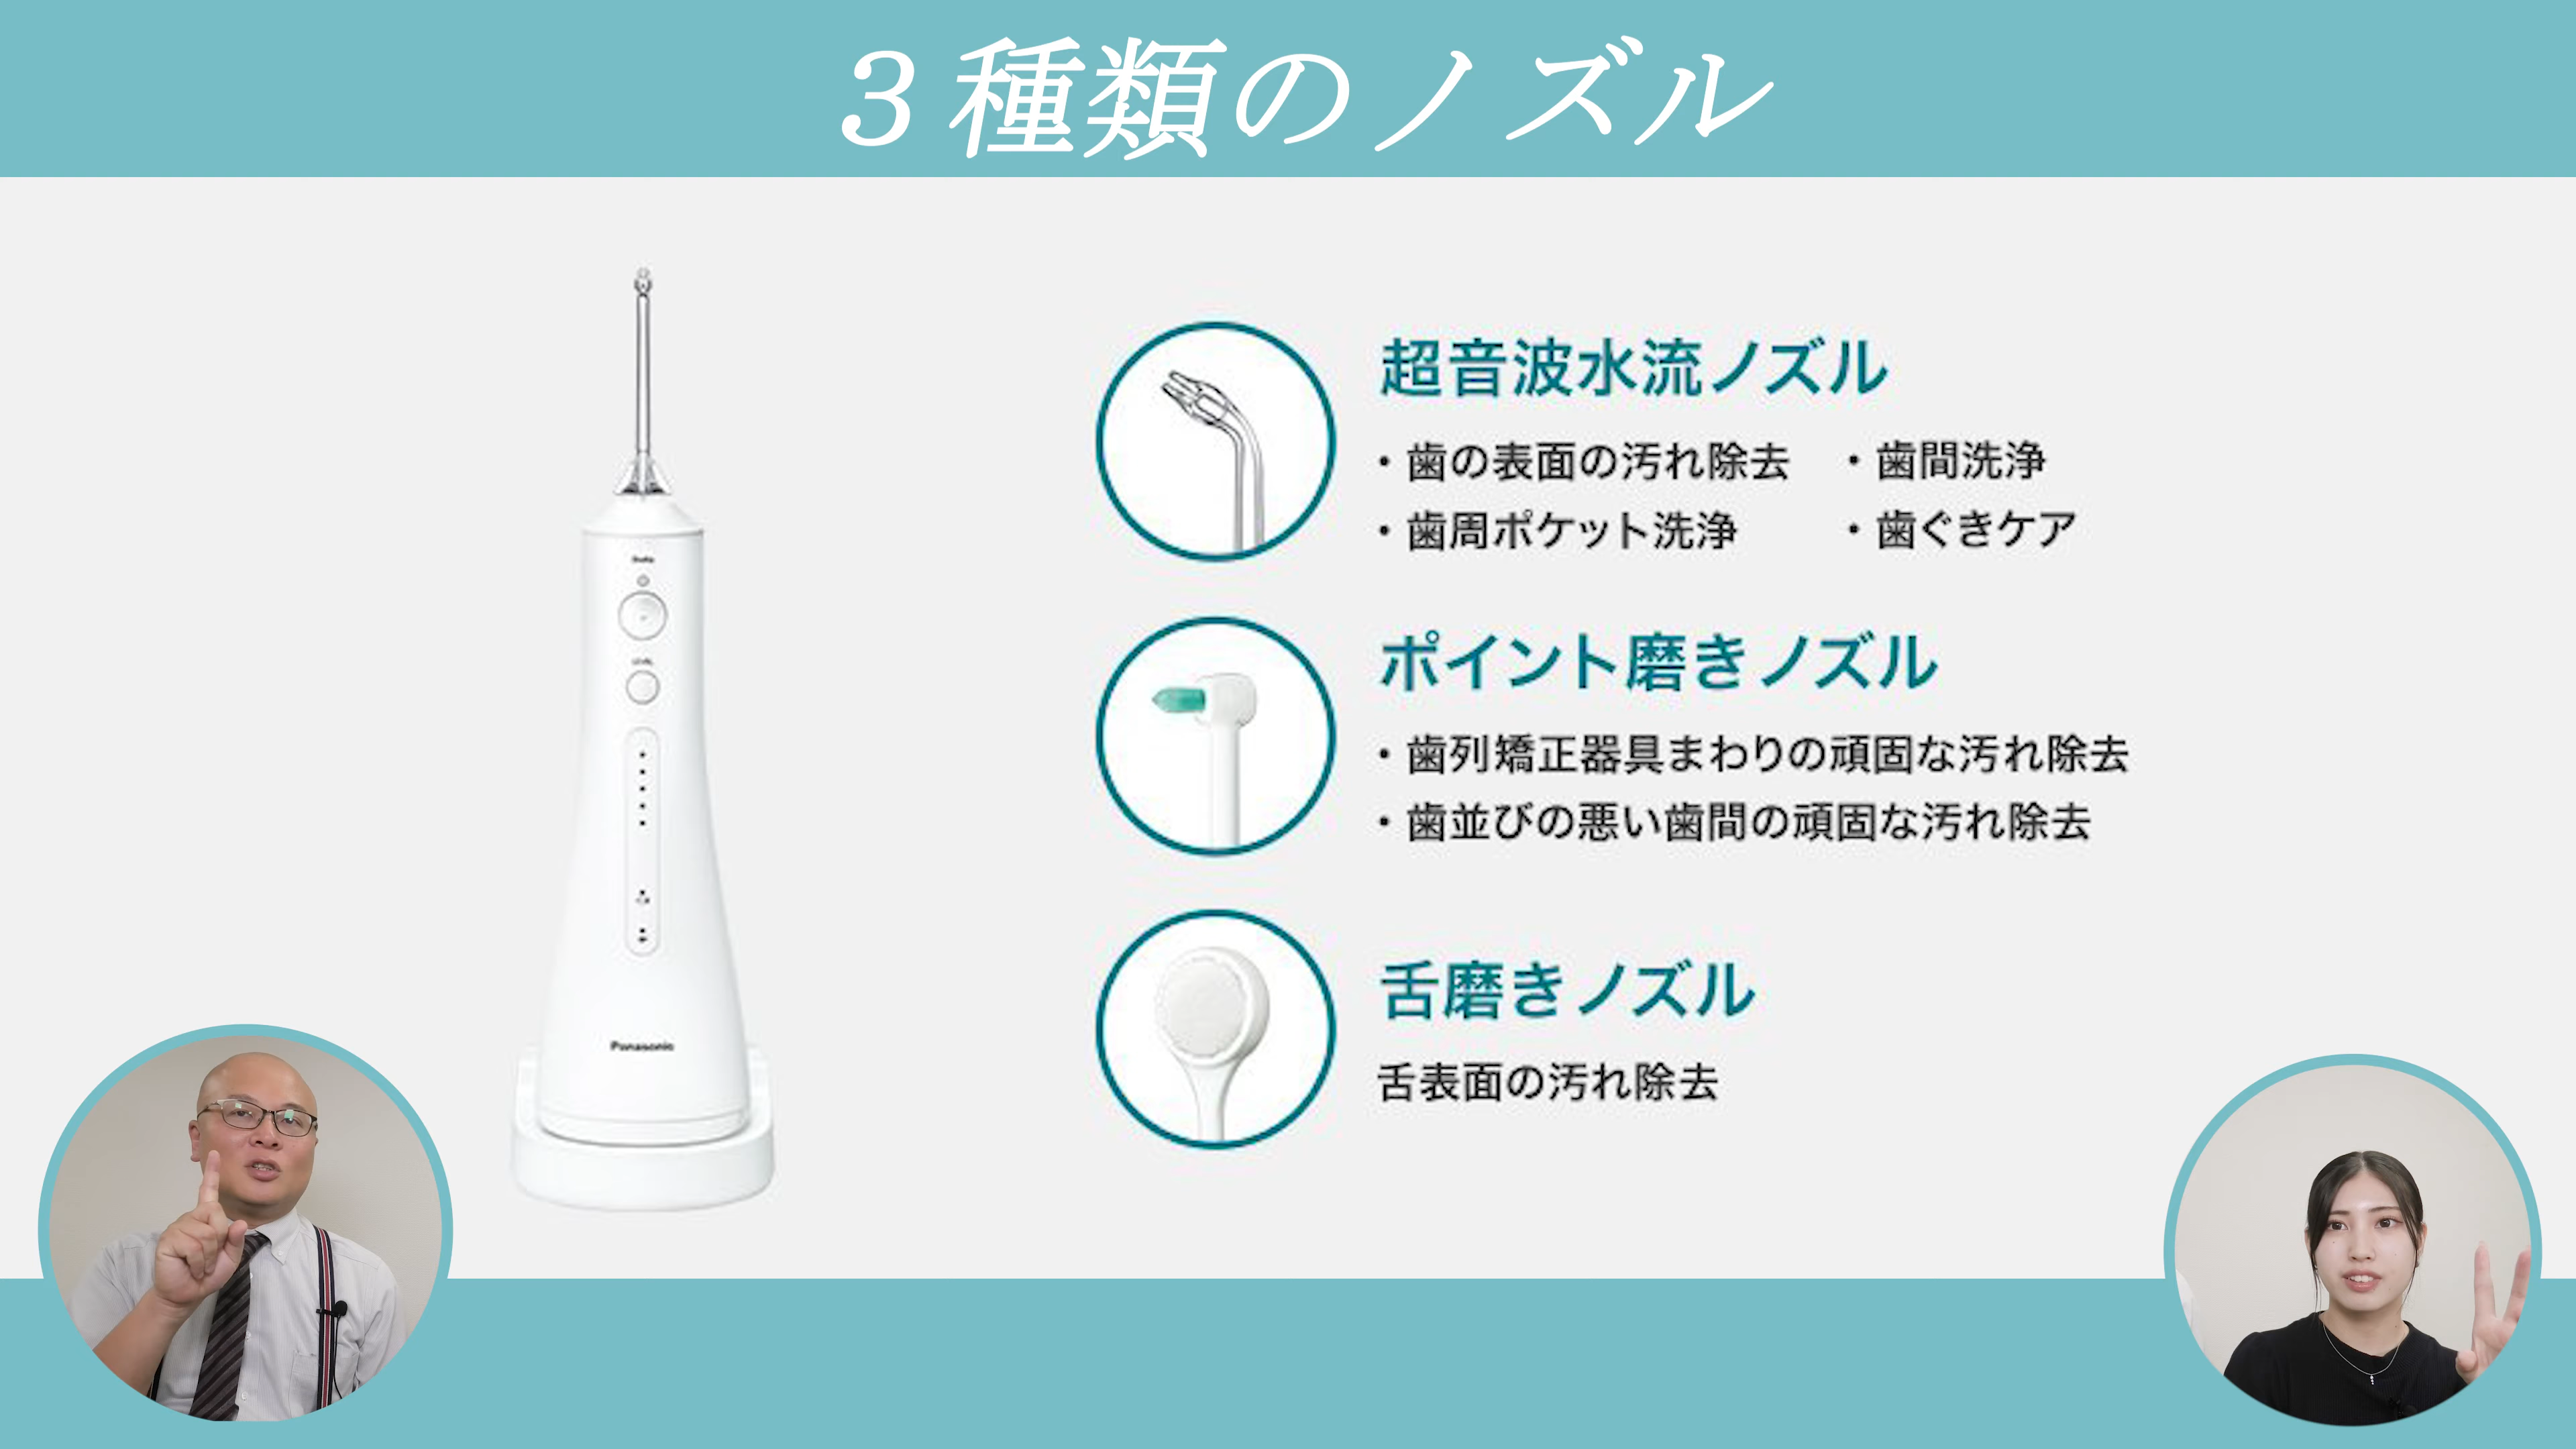 3種類のノズル
超音波水流ノズル
・歯の表面の汚れ除去 ・歯間洗浄
・歯周ポケット洗浄 ・歯ぐきケア
ポイント磨きノズル
・歯列矯正器具まわりの頑固な汚れ除去
・歯並びの悪い歯間の頑固な汚れ除去
舌磨きノズル
舌表面の汚れ除去
LEVEL
Panasonic